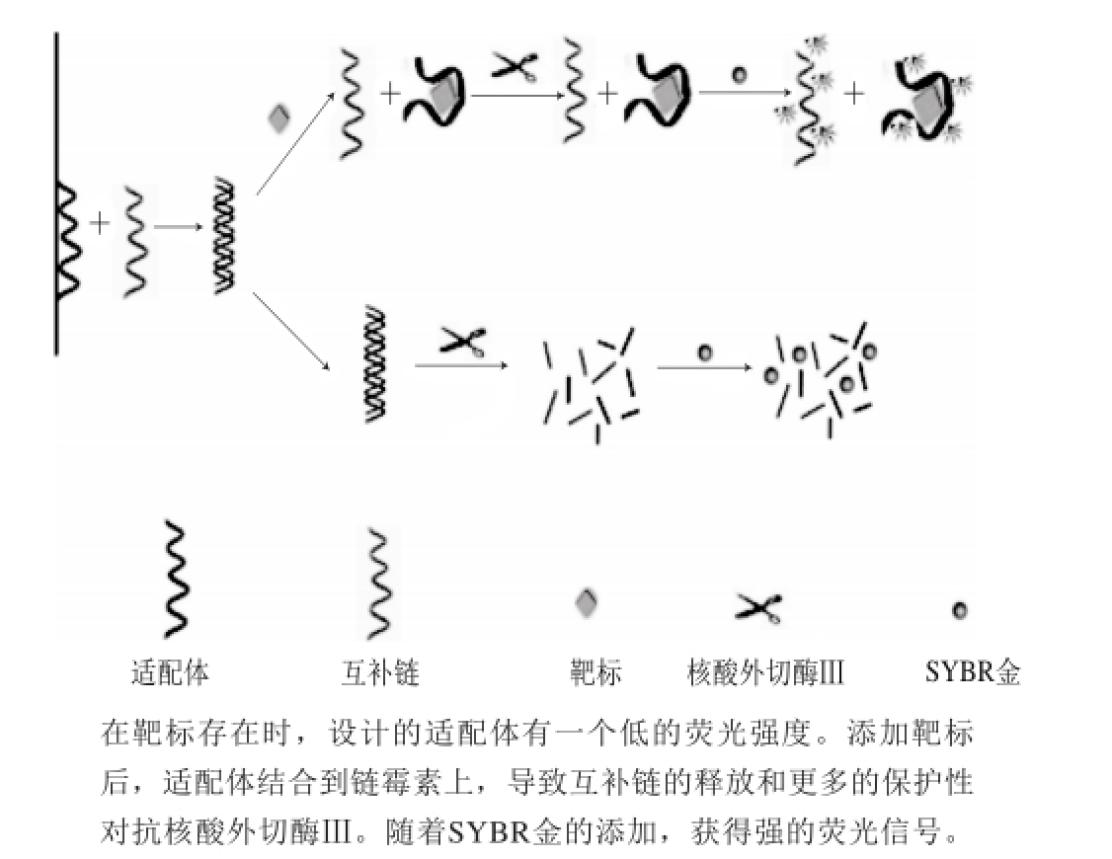 适配体 互补链 靶标 核酸外切酶III SYBR金
在靶标存在时，设计的适配体有一个低的荧光强度。添加靶标
后，适配体结合到链霉素上，导致互补链的释放和更多的保护性
对抗核酸外切酶III。随着SYBR金的添加，获得强的荧光信号。